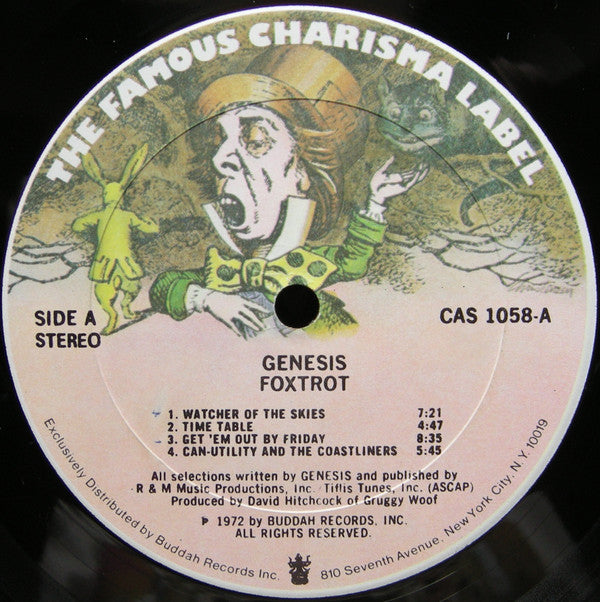 THE FAMOUS CHARISMA LABEL
SIDE A
STEREO
CAS 1058-A
GENESIS
FOXTROT
1. WATCHER OF THE SKIES 7:21
2. TIME TABLE 4:47
3. GET 'EM OUT BY FRIDAY 8:35
4. CAN-UTILITY AND THE COASTLINERS 5:45
All selections written by GENESIS and published by
R & M Music Productions, Inc. Tiflis Tunes, Inc. (ASCAP)
Produced by David Hitchcock of Gruggy Woof
℗ 1972 by BUDDAH RECORDS, INC.
ALL RIGHTS RESERVED.
Exclusively Distributed by Buddah Records Inc. 810 Seventh Avenue, New York City, N.Y. 10019